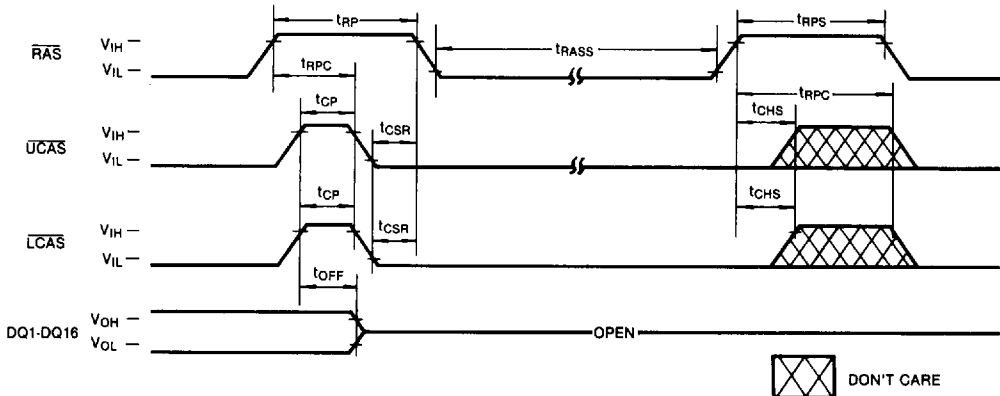 tRP
tRPS
RAS
VIH
VIL
tRASS
tRPC
tRPC
tCP
tCSR
tCHS
UCAS
VIH
VIL
tCP
tCSR
tCHS
LCAS
VIH
VIL
tOFF
DQ1-DQ16
VOH
VOL
OPEN
DON'T CARE